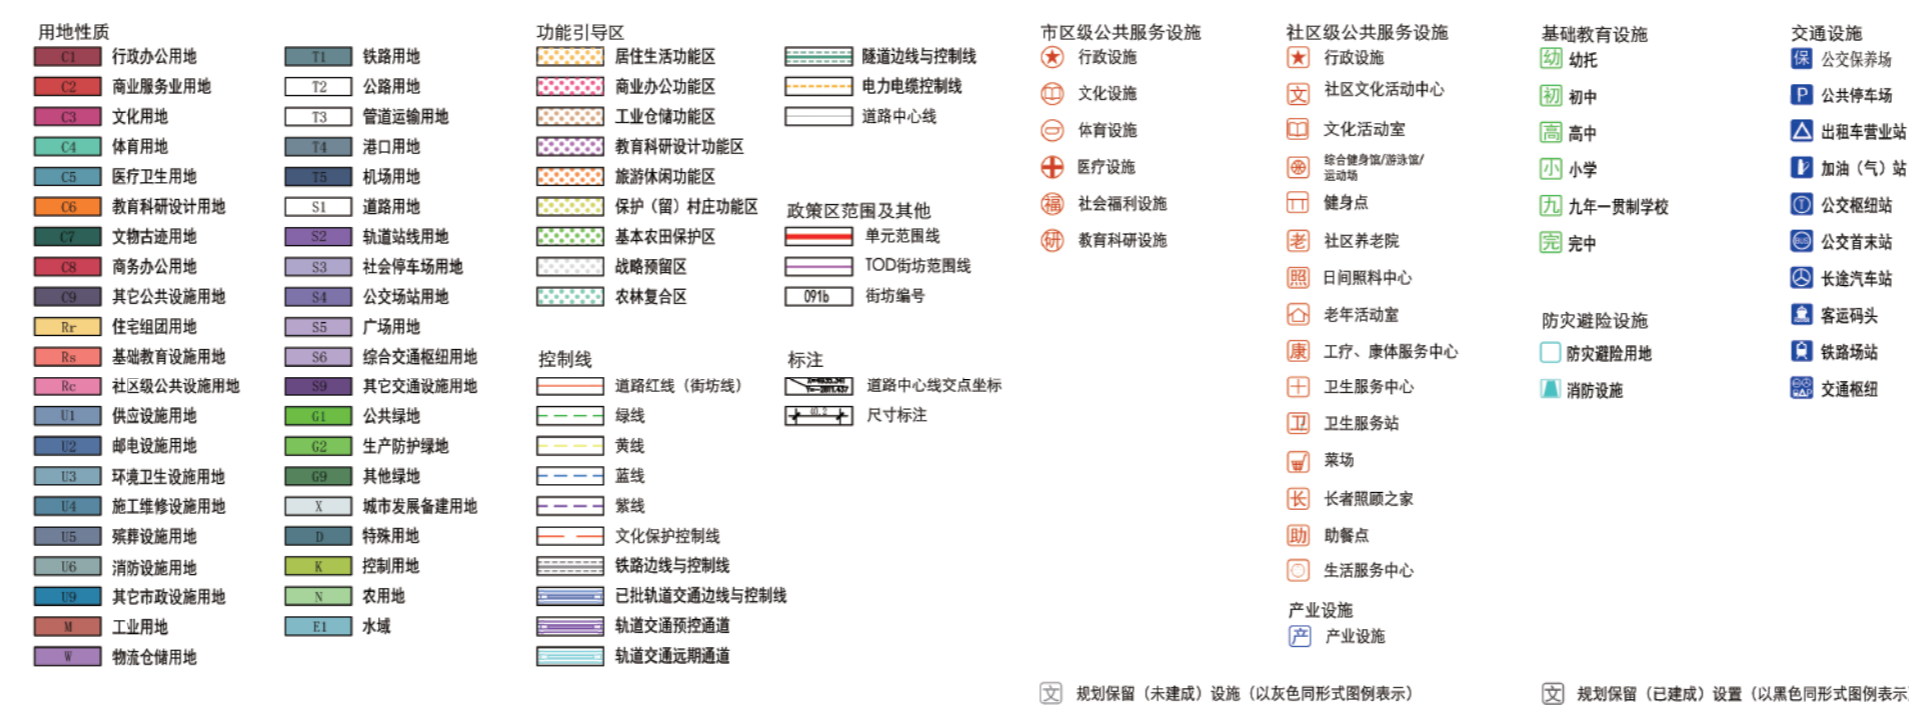 用地性质
C1 行政办公用地
C2 商业服务业用地
C3 文化用地
C4 体育用地
C5 医疗卫生用地
C6 教育科研设计用地
C7 文物古迹用地
C8 商务办公用地
C9 其它公共设施用地
Rr 住宅组团用地
Rs 基础教育设施用地
Rc 社区级公共设施用地
U1 供应设施用地
U2 邮电设施用地
U3 环境卫生设施用地
U4 施工维修设施用地
U5 殡葬设施用地
U6 消防设施用地
U9 其它市政设施用地
M 工业用地
W 物流仓储用地
T1 铁路用地
T2 公路用地
T3 管道运输用地
T4 港口用地
T5 机场用地
S1 道路用地
S2 轨道站线用地
S3 社会停车场用地
S4 公交场站用地
S5 广场用地
S6 综合交通枢纽用地
S9 其它交通设施用地
G1 公共绿地
G2 生产防护绿地
G9 其他绿地
X 城市发展备建用地
D 特殊用地
K 控制用地
N 农用地
E1 水域
功能引导区
居住生活功能区
商业办公功能区
工业仓储功能区
教育科研设计功能区
旅游休闲功能区
保护（留）村庄功能区
基本农田保护区
战略预留区
农林复合区
控制线
道路红线（街坊线）
绿线
黄线
蓝线
紫线
文化保护控制线
铁路边线与控制线
已批轨道交通边线与控制线
轨道交通预控通道
轨道交通远期通道
隧道边线与控制线
电力电缆控制线
道路中心线
政策区范围及其他
单元范围线
TOD街坊范围线
091b 街坊编号
标注
道路中心线交点坐标
40.2 尺寸标注
市区级公共服务设施
行政设施
文化设施
体育设施
医疗设施
福 社会福利设施
研 教育科研设施
社区级公共服务设施
行政设施
文 社区文化活动中心
文化活动室
综合健身馆/游泳馆/
运动场
健身点
老 社区养老院
照 日间照料中心
老年活动室
康 工疗、康体服务中心
卫生服务中心
卫 卫生服务站
菜场
长 长者照顾之家
助 助餐点
生活服务中心
产业设施
产 产业设施
基础教育设施
幼 幼托
初 初中
高 高中
小 小学
九 九年一贯制学校
完 完中
防灾避险设施
防灾避险用地
消防设施
交通设施
保 公交保养场
P 公共停车场
出租车营业站
加油（气）站
T 公交枢纽站
BUS 公交首末站
长途汽车站
客运码头
铁路场站
交通枢纽
文 规划保留（未建成）设施（以灰色同形式图例表示）
文 规划保留（已建成）设置（以黑色同形式图例表示